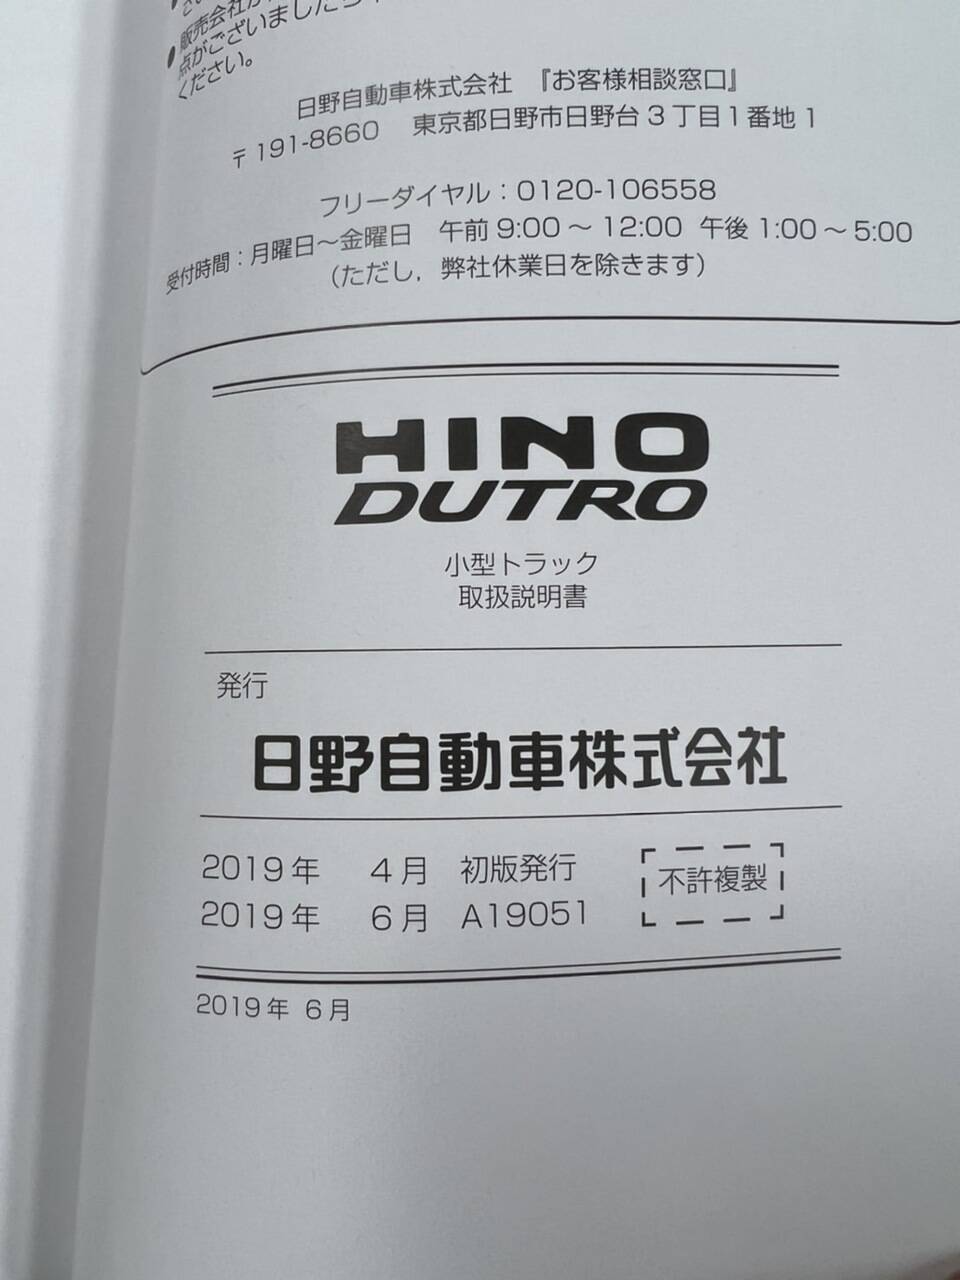 ● 販売会社が
点がございましたら
ください。
日野自動車株式会社 『お客様相談窓口』
〒191-8660 東京都日野市日野台3丁目1番地1
フリーダイヤル：0120-106558
受付時間：月曜日～金曜日 午前 9:00 ～ 12:00 午後 1:00 ～ 5:00
（ただし，弊社休業日を除きます）
HINO
DUTRO
小型トラック
取扱説明書
発行
日野自動車株式会社
2019年 4月 初版発行
2019年 6月 A19051
不許複製
2019年 6月